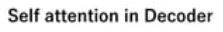 Self attention in Decoder